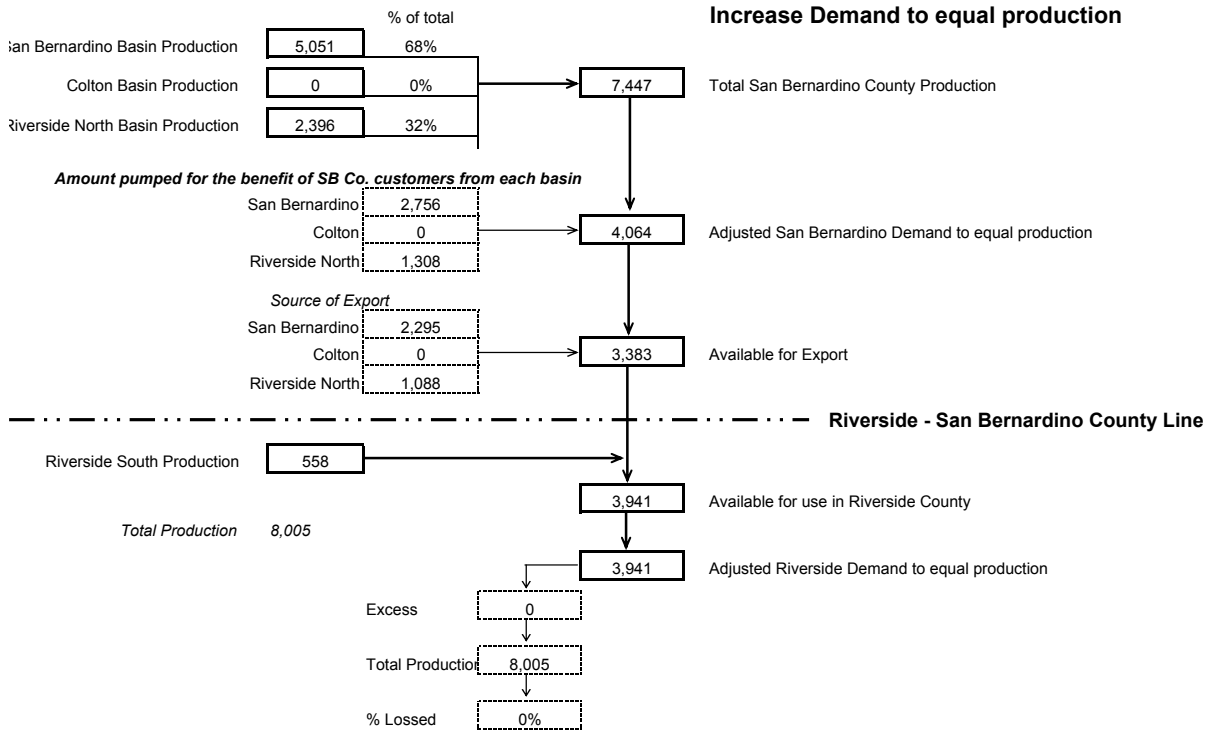 % of total
Increase Demand to equal production
San Bernardino Basin Production 5,051 68%
Colton Basin Production 0 0% 7,447 Total San Bernardino County Production
Riverside North Basin Production 2,396 32%
Amount pumped for the benefit of SB Co. customers from each basin
San Bernardino 2,756
Colton 0 4,064 Adjusted San Bernardino Demand to equal production
Riverside North 1,308
Source of Export
San Bernardino 2,295
Colton 0 3,383 Available for Export
Riverside North 1,088
Riverside - San Bernardino County Line
Riverside South Production 558
3,941 Available for use in Riverside County
Total Production 8,005
3,941 Adjusted Riverside Demand to equal production
Excess 0
Total Production 8,005
% Lossed 0%